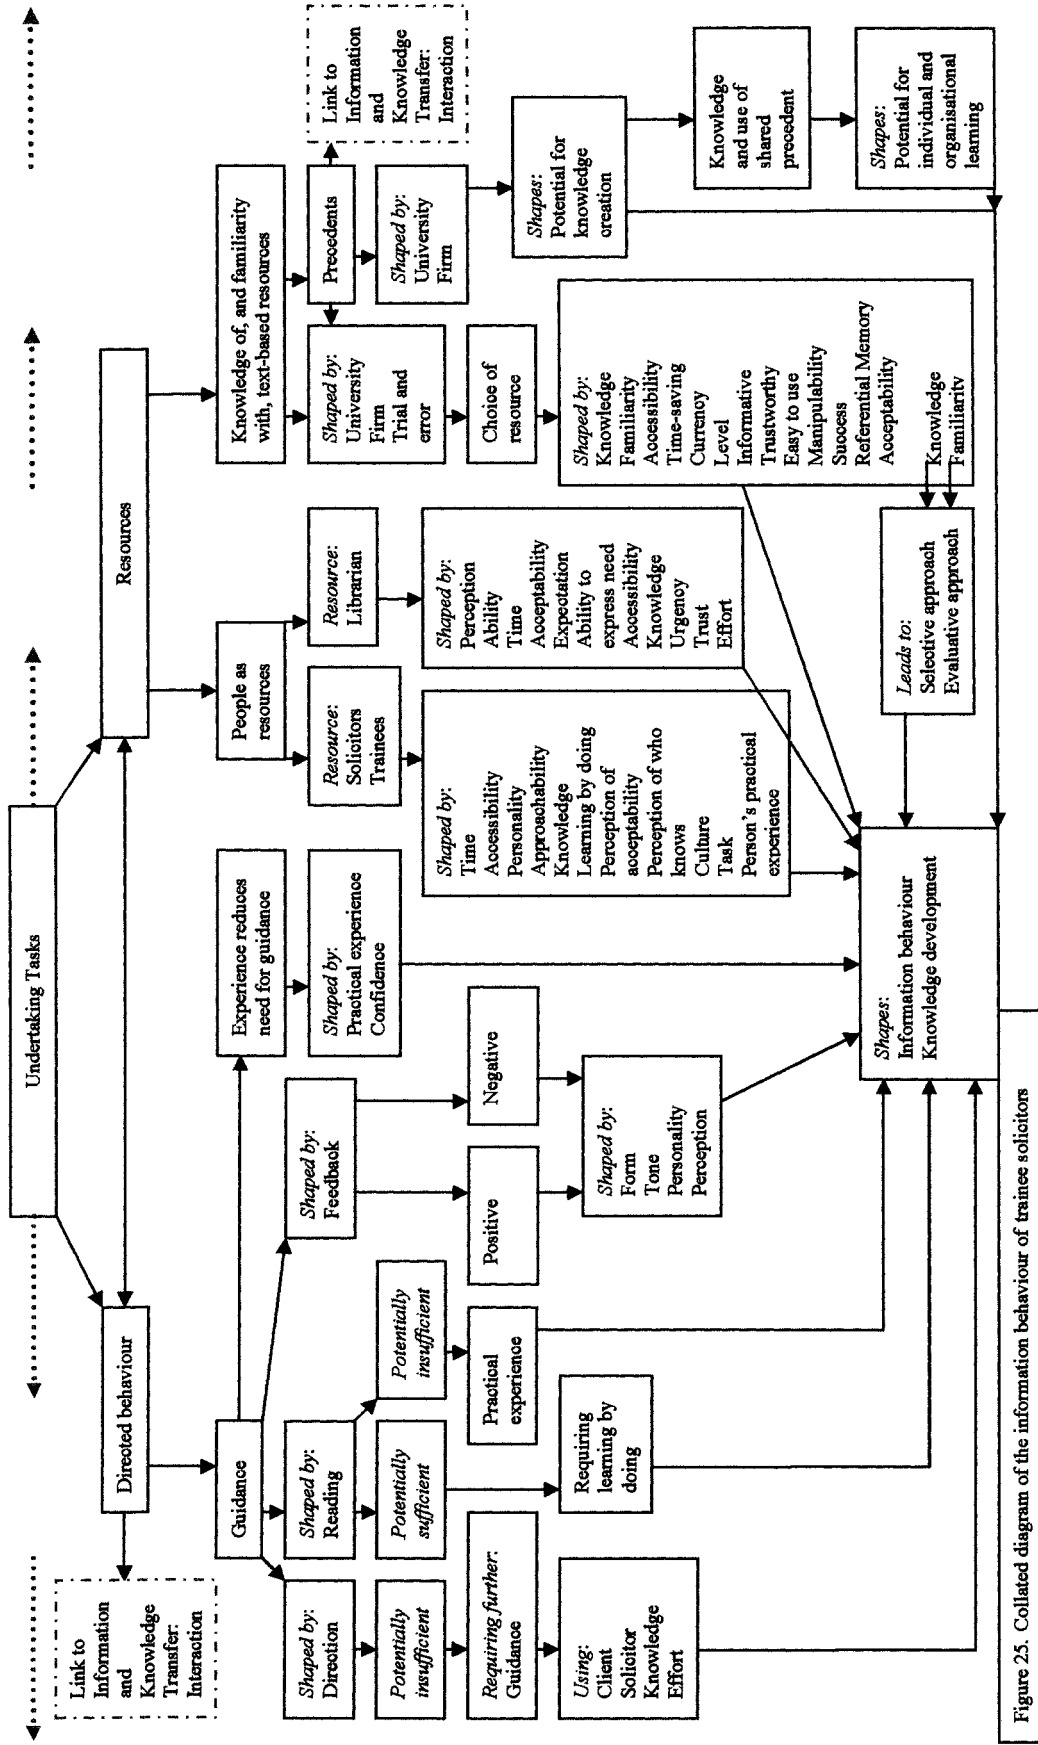 Undertaking Tasks
Link to
Information
and
Knowledge
Transfer:
Interaction
Directed behaviour
Resources
Guidance
Experience reduces
need for guidance
People as
resources
Knowledge of, and familiarity
with, text-based resources
Shaped by:
Direction
Shaped by:
Reading
Shaped by:
Feedback
Shaped by:
Practical experience
Confidence
Resource:
Solicitors
Trainees
Resource:
Librarian
Shaped by:
University
Firm
Trial and
error
Precedents
Link to
Information
and
Knowledge
Transfer:
Interaction
Potentially
insufficient
Potentially
sufficient
Potentially
insufficient
Shaped by:
University
Firm
Requiring further:
Guidance
Practical
experience
Positive
Negative
Choice of
resource
Shaped by:
Time
Accessibility
Personality
Approachability
Knowledge
Learning by doing
Perception of
acceptability
Perception of who
knows
Culture
Task
Person's practical
experience
Shaped by:
Perception
Ability
Time
Acceptability
Expectation
Ability to
express need
Accessibility
Knowledge
Urgency
Trust
Effort
Shapes:
Potential for
knowledge
creation
Using:
Client
Solicitor
Knowledge
Effort
Requiring
learning by
doing
Shaped by:
Form
Tone
Personality
Perception
Shaped by:
Knowledge
Familiarity
Accessibility
Time-saving
Currency
Level
Informative
Trustworthy
Easy to use
Manipulability
Success
Referential Memory
Acceptability
Knowledge
Familiarity
Knowledge
and use of
shared
precedent
Shapes:
Information behaviour
Knowledge development
Leads to:
Selective approach
Evaluative approach
Shapes:
Potential for
individual and
organisational
learning
Figure 25. Collated diagram of the information behaviour of trainee solicitors